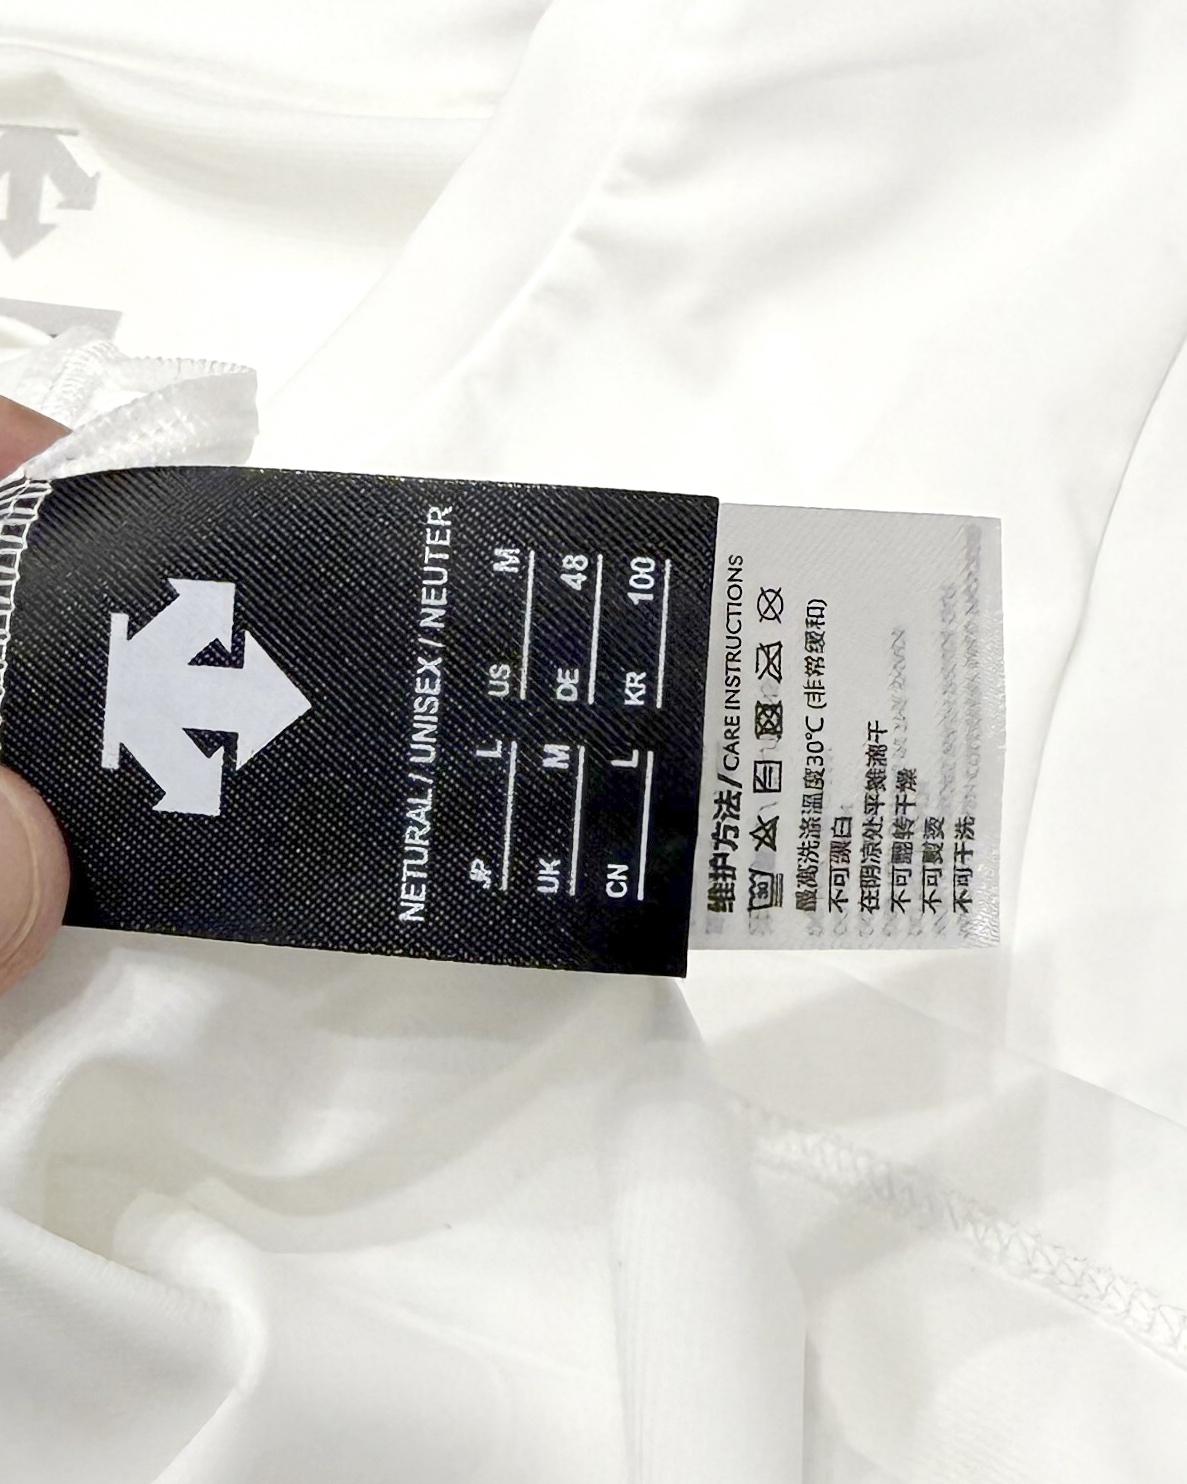 NETURAL / UNISEX / NEUTER
JP L US M
UK M DE 48
CN L KR 100
维护方法/CARE INSTRUCTIONS
最高洗涤温度30℃ (非常缓和)
不可漂白
在阴凉处平摊滴干
不可翻转干燥
不可熨烫
不可干洗